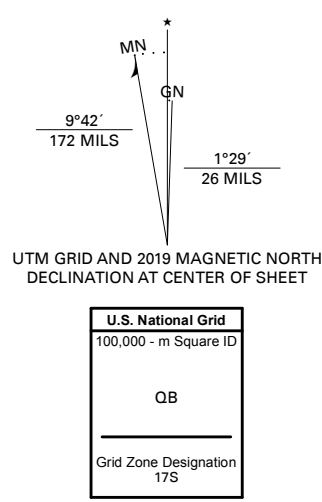 MN
GN
9°42´
172 MILS
1°29´
26 MILS
UTM GRID AND 2019 MAGNETIC NORTH
DECLINATION AT CENTER OF SHEET
U.S. National Grid
100,000 - m Square ID
QB
Grid Zone Designation
17S